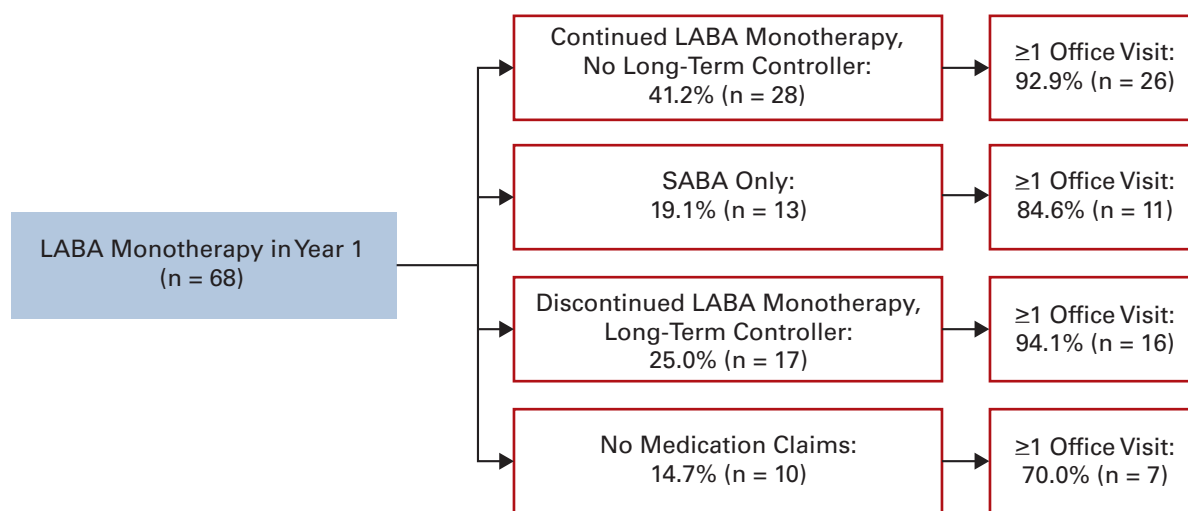 Continued LABA Monotherapy,
No Long-Term Controller:
41.2% (n = 28)
≥1 Office Visit:
92.9% (n = 26)
SABA Only:
19.1% (n = 13)
≥1 Office Visit:
84.6% (n = 11)
LABA Monotherapy in Year 1
(n = 68)
Discontinued LABA Monotherapy,
Long-Term Controller:
25.0% (n = 17)
≥1 Office Visit:
94.1% (n = 16)
No Medication Claims:
14.7% (n = 10)
≥1 Office Visit:
70.0% (n = 7)